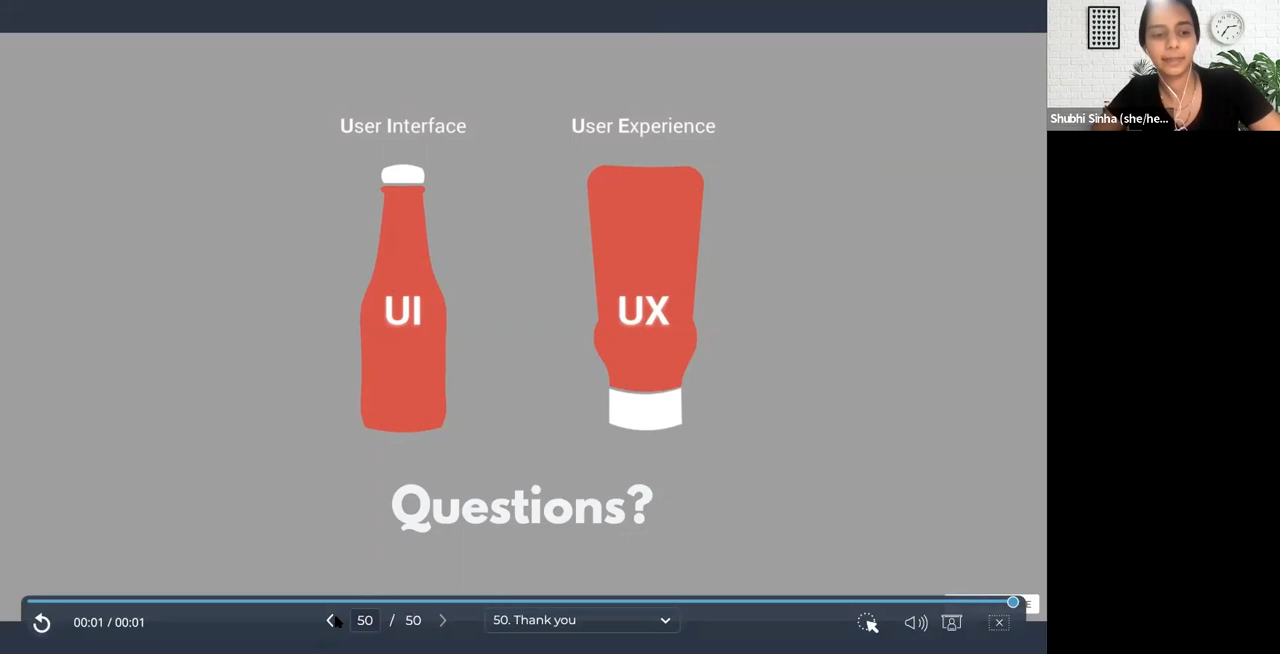 User Interface
User Experience
UI
UX
Questions?
00:01 / 00:01
50 / 50
50. Thank you
Shubhi Sinha (she/he...